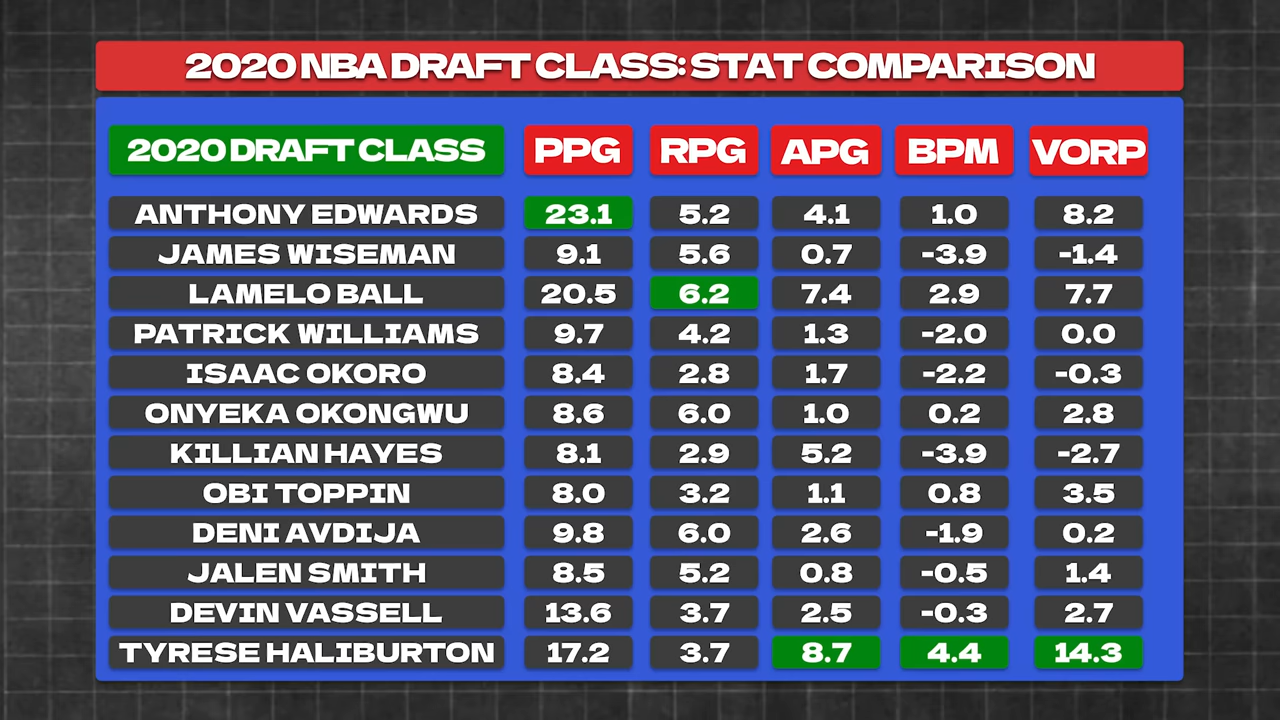 2020 NBA DRAFT CLASS: STAT COMPARISON
2020 DRAFT CLASS PPG RPG APG BPM VORP
ANTHONY EDWARDS 23.1 5.2 4.1 1.0 8.2
JAMES WISEMAN 9.1 5.6 0.7 -3.9 -1.4
LAMELO BALL 20.5 6.2 7.4 2.9 7.7
PATRICK WILLIAMS 9.7 4.2 1.3 -2.0 0.0
ISAAC OKORO 8.4 2.8 1.7 -2.2 -0.3
ONYEKA OKONGWU 8.6 6.0 1.0 0.2 2.8
KILLIAN HAYES 8.1 2.9 5.2 -3.9 -2.7
OBI TOPPIN 8.0 3.2 1.1 0.8 3.5
DENI AVDIJA 9.8 6.0 2.6 -1.9 0.2
JALEN SMITH 8.5 5.2 0.8 -0.5 1.4
DEVIN VASSELL 13.6 3.7 2.5 -0.3 2.7
TYRESE HALIBURTON 17.2 3.7 8.7 4.4 14.3